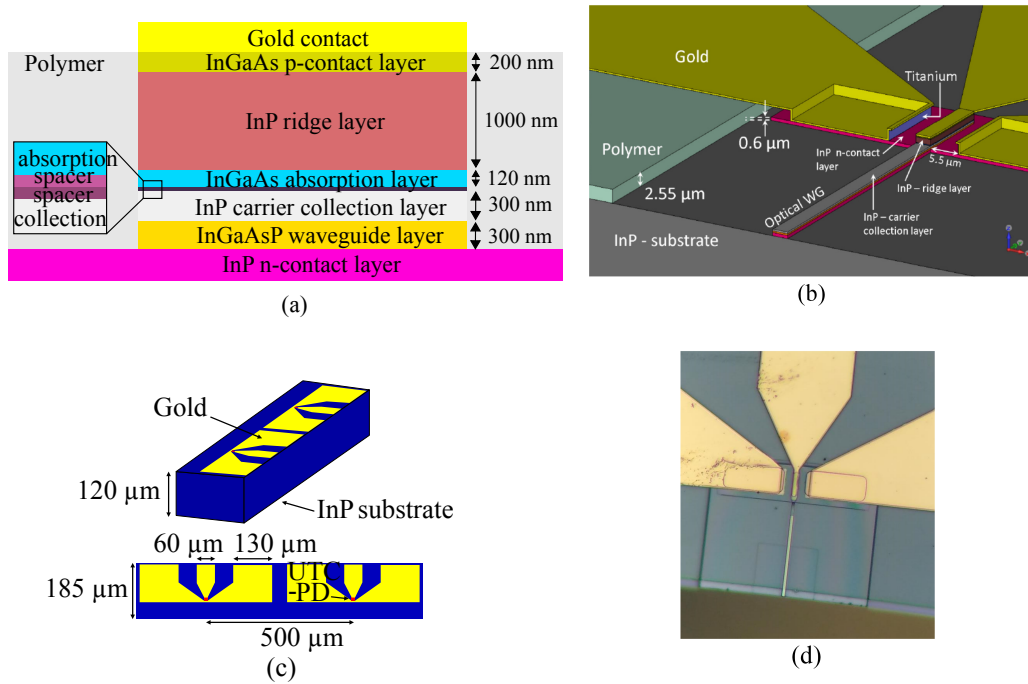 Gold contact
Polymer
InGaAs p-contact layer
200 nm
InP ridge layer
1000 nm
absorption
spacer
spacer
collection
InGaAs absorption layer
120 nm
InP carrier collection layer
300 nm
InGaAsP waveguide layer
300 nm
InP n-contact layer
(a)
Gold
Titanium
0.6 µm
Polymer
InP n-contact
layer
5.5 µm
2.55 µm
InP – ridge layer
Optical WG
InP – carrier
collection layer
InP - substrate
(b)
Gold
120 µm
InP substrate
60 µm
130 µm
185 µm
UTC
-PD
500 µm
(c)
(d)